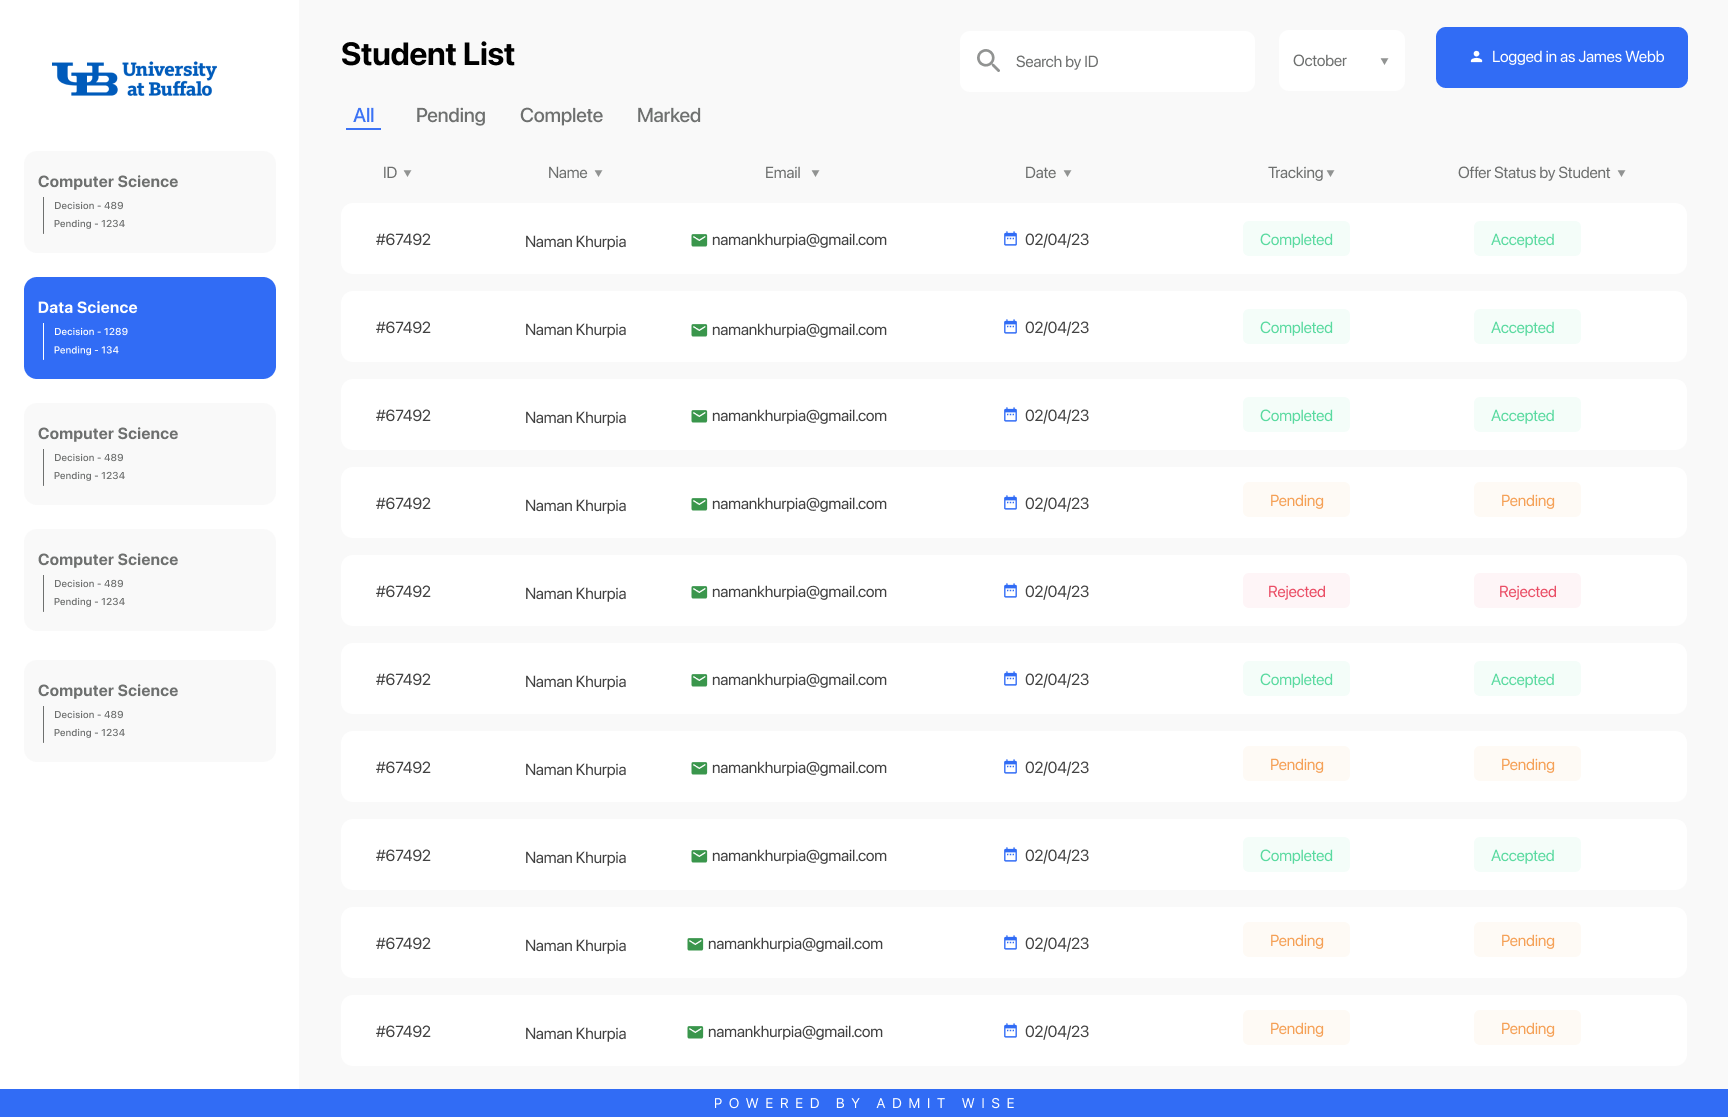 University
at Buffalo
Computer Science
Decision - 489
Pending - 1234
Data Science
Decision - 1289
Pending - 134
Computer Science
Decision - 489
Pending - 1234
Computer Science
Decision - 489
Pending - 1234
Computer Science
Decision - 489
Pending - 1234
Student List
Search by ID
October
Logged in as James Webb
All Pending Complete Marked
ID Name Email Date Tracking Offer Status by Student
#67492 Naman Khurpia namankhurpia@gmail.com 02/04/23 Completed Accepted
#67492 Naman Khurpia namankhurpia@gmail.com 02/04/23 Completed Accepted
#67492 Naman Khurpia namankhurpia@gmail.com 02/04/23 Completed Accepted
#67492 Naman Khurpia namankhurpia@gmail.com 02/04/23 Pending Pending
#67492 Naman Khurpia namankhurpia@gmail.com 02/04/23 Rejected Rejected
#67492 Naman Khurpia namankhurpia@gmail.com 02/04/23 Completed Accepted
#67492 Naman Khurpia namankhurpia@gmail.com 02/04/23 Pending Pending
#67492 Naman Khurpia namankhurpia@gmail.com 02/04/23 Completed Accepted
#67492 Naman Khurpia namankhurpia@gmail.com 02/04/23 Pending Pending
#67492 Naman Khurpia namankhurpia@gmail.com 02/04/23 Pending Pending
POWERED BY ADMIT WISE